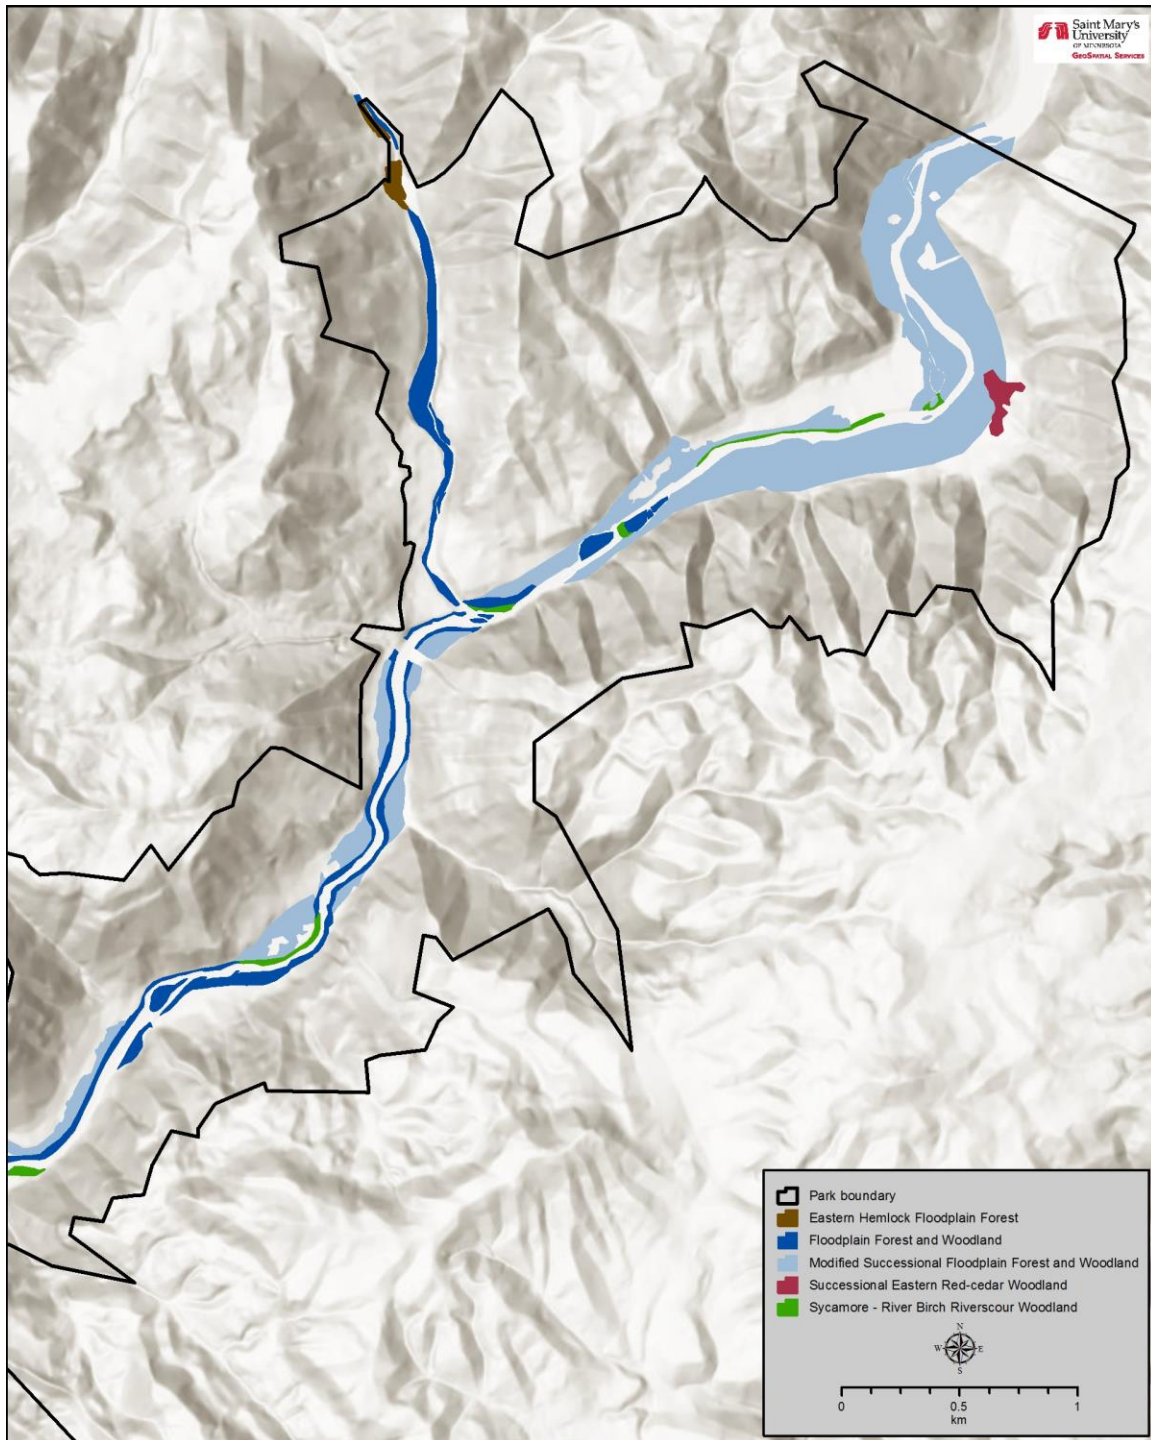 Saint Mary's
University
OF MINNESOTA
GEOSPATIAL SERVICES
Park boundary
Eastern Hemlock Floodplain Forest
Floodplain Forest and Woodland
Modified Successional Floodplain Forest and Woodland
Successional Eastern Red-cedar Woodland
Sycamore - River Birch Riverscour Woodland
N
W E
S
0 0.5 1
km